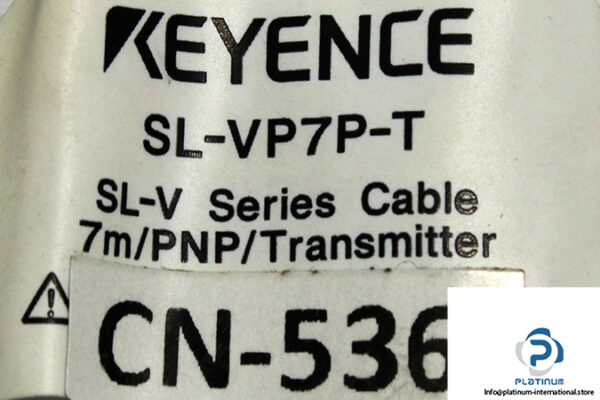 KEYENCE
SL-VP7P-T
SL-V Series Cable
7m/PNP/Transmitter
CN-536
PLATINUM
Info@platinum-international.store